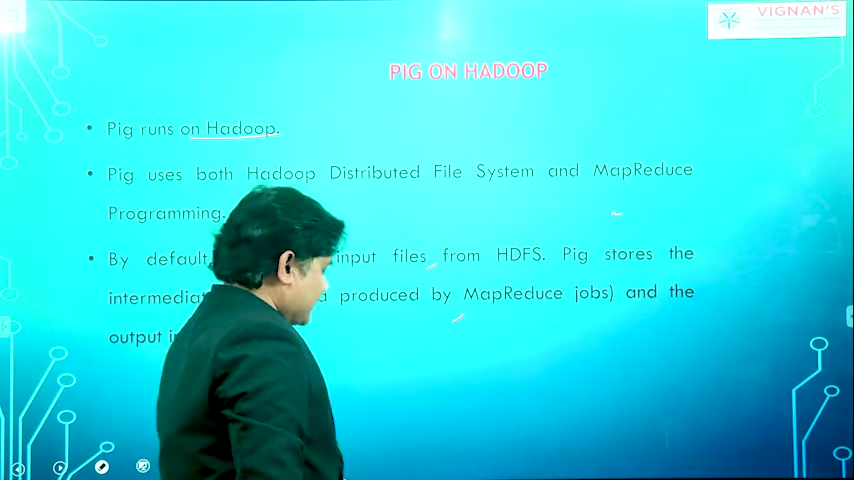 VIGNAN'S
PIG ON HADOOP
• Pig runs on Hadoop.
• Pig uses both Hadoop Distributed File System and MapReduce
Programming.
• By default, input files from HDFS. Pig stores the
produced by MapReduce jobs) and the
output